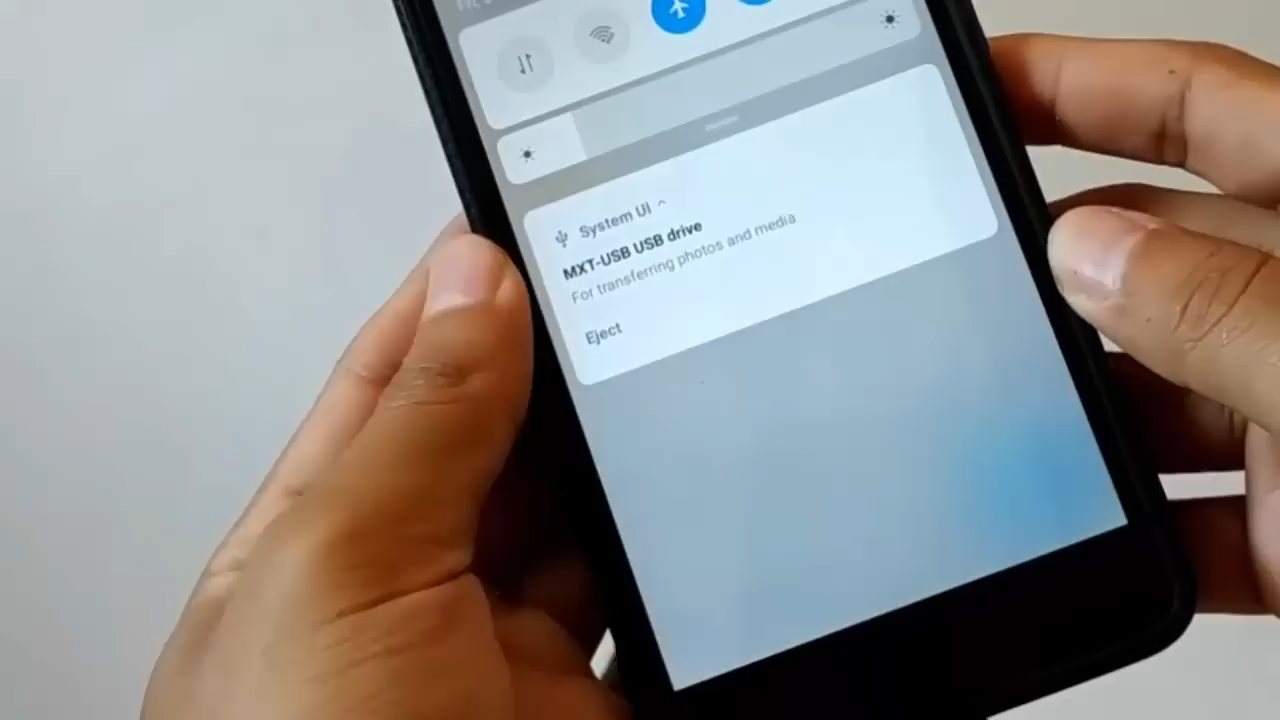 System UI
MXT-USB USB drive
For transferring photos and media
Eject